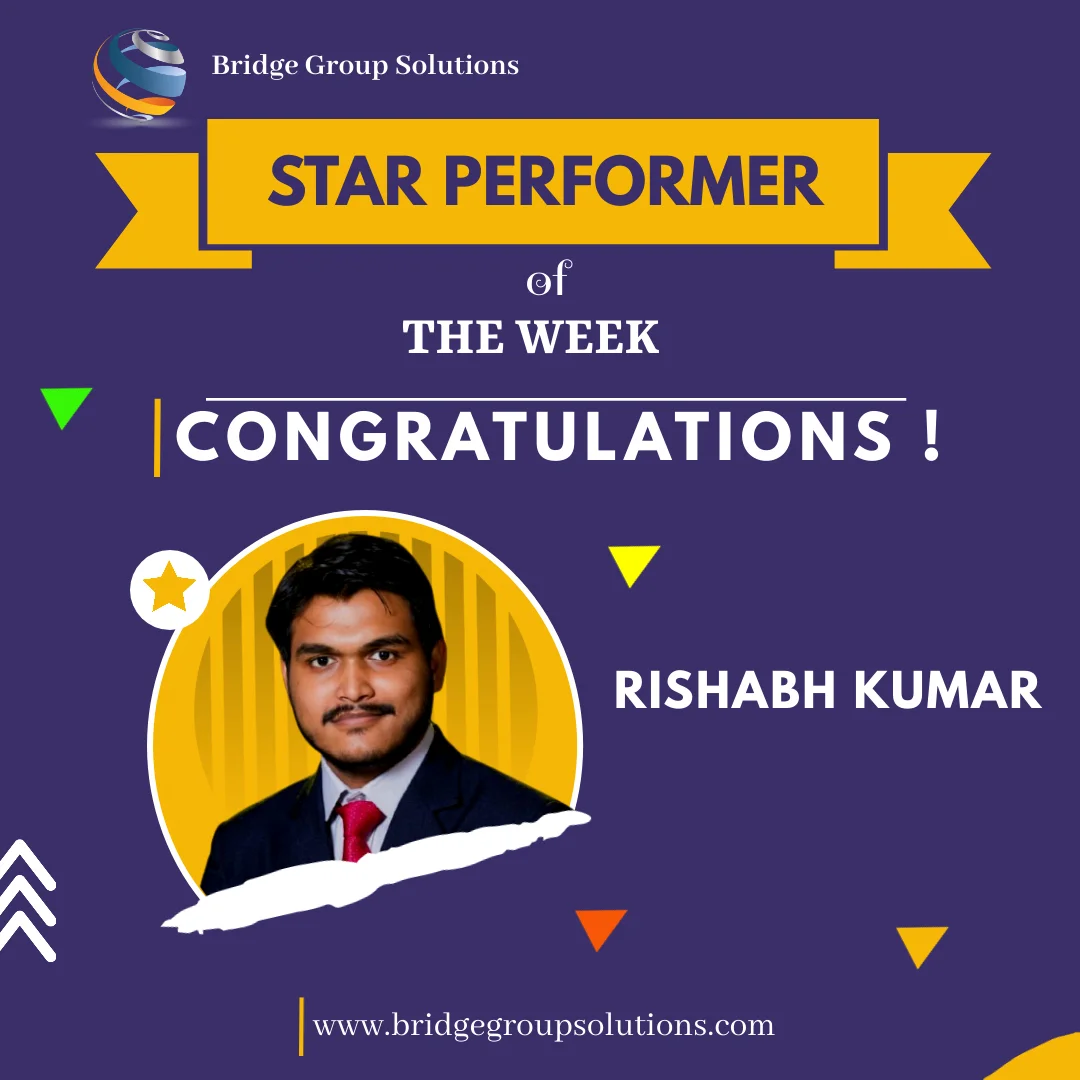 Bridge Group Solutions
STAR PERFORMER
of
THE WEEK
CONGRATULATIONS !
RISHABH KUMAR
www.bridgegroupsolutions.com